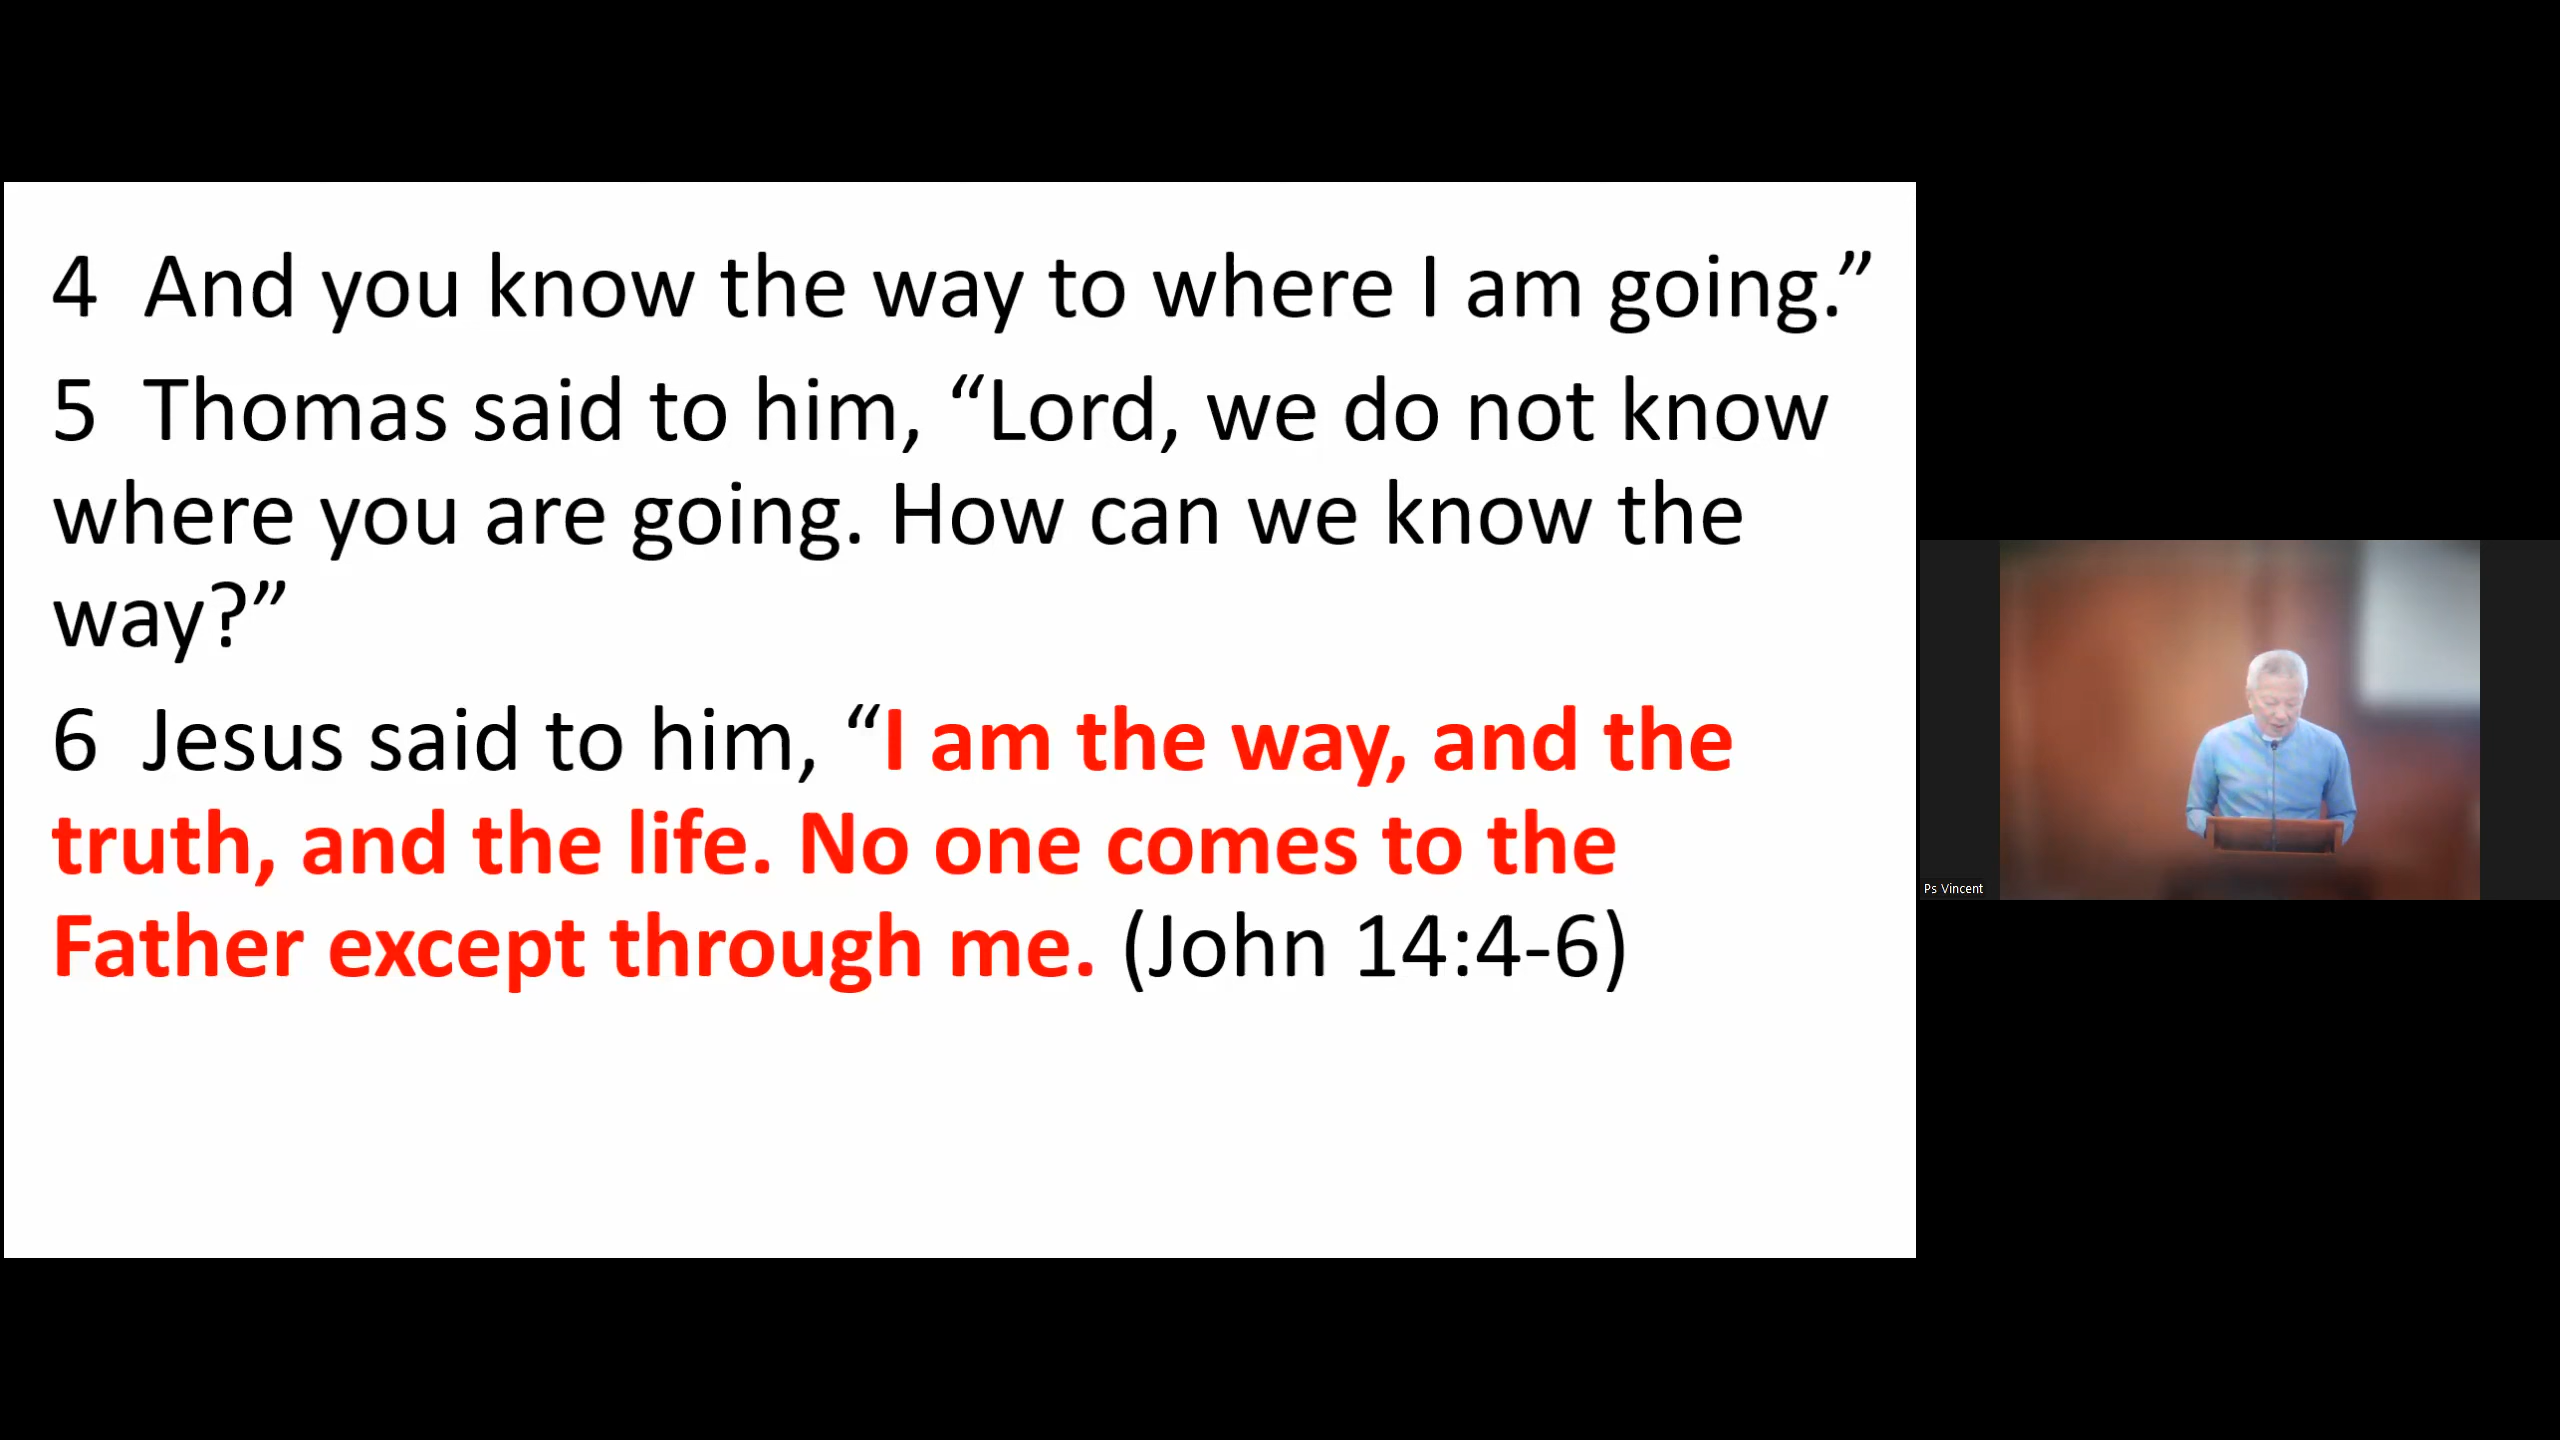 4 And you know the way to where I am going.”
5 Thomas said to him, “Lord, we do not know
where you are going. How can we know the
way?”
6 Jesus said to him, “I am the way, and the
truth, and the life. No one comes to the
Father except through me. (John 14:4-6)
Ps Vincent